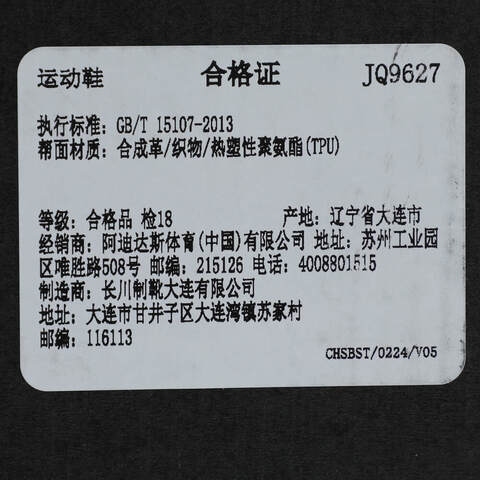 运动鞋 合格证 JQ9627
执行标准: GB/T 15107-2013
帮面材质: 合成革/织物/热塑性聚氨酯(TPU)
等级: 合格品 检18 产地: 辽宁省大连市
经销商: 阿迪达斯体育(中国)有限公司 地址: 苏州工业园
区唯胜路508号 邮编: 215126 电话: 4008801515
制造商: 长川制靴大连有限公司
地址: 大连市甘井子区大连湾镇苏家村
邮编: 116113
CHSBST/0224/V05